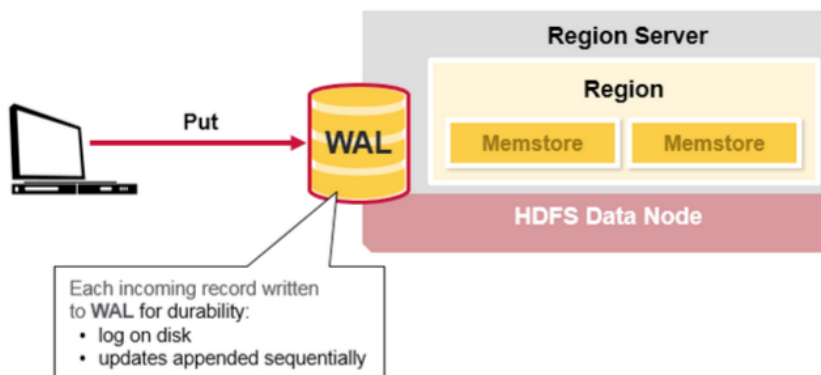 Region Server
Region
Put
WAL
Memstore
Memstore
HDFS Data Node
Each incoming record written
to WAL for durability:
• log on disk
• updates appended sequentially